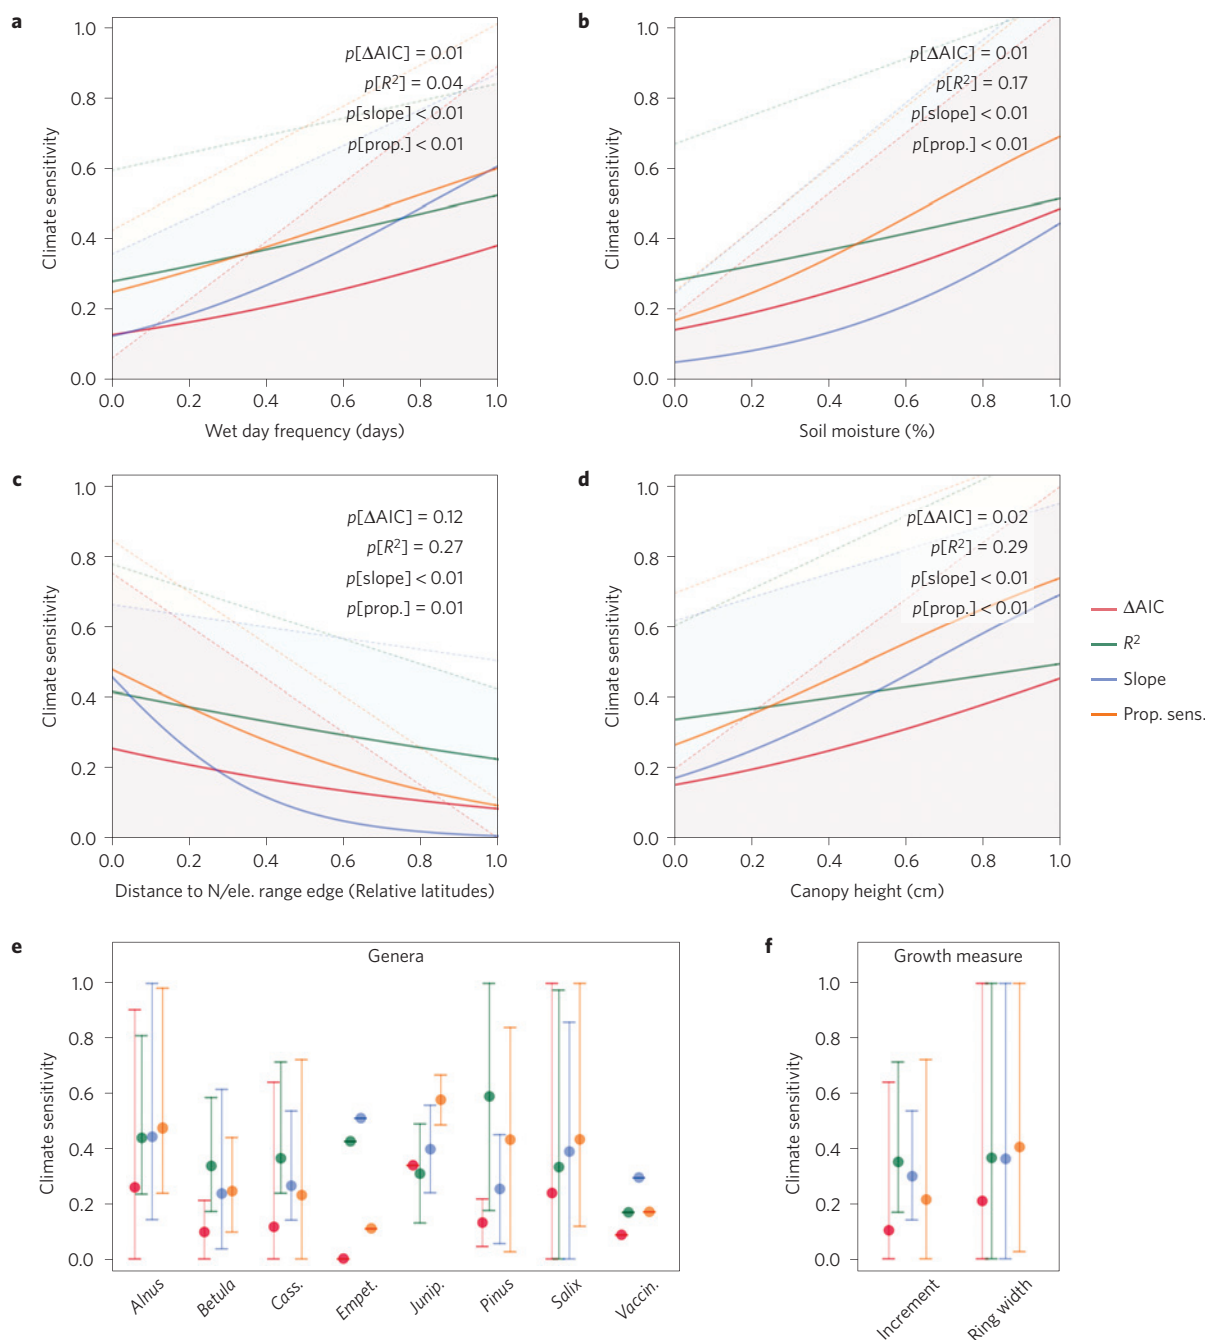 a
1.0
0.8
0.6
0.4
0.2
0.0
Climate sensitivity
p[ΔAIC] = 0.01
p[R²] = 0.04
p[slope] < 0.01
p[prop.] < 0.01
0.0 0.2 0.4 0.6 0.8 1.0
Wet day frequency (days)
b
1.0
0.8
0.6
0.4
0.2
0.0
Climate sensitivity
p[ΔAIC] = 0.01
p[R²] = 0.17
p[slope] < 0.01
p[prop.] < 0.01
0.0 0.2 0.4 0.6 0.8 1.0
Soil moisture (%)
c
1.0
0.8
0.6
0.4
0.2
0.0
Climate sensitivity
p[ΔAIC] = 0.12
p[R²] = 0.27
p[slope] < 0.01
p[prop.] = 0.01
0.0 0.2 0.4 0.6 0.8 1.0
Distance to N/ele. range edge (Relative latitudes)
d
1.0
0.8
0.6
0.4
0.2
0.0
Climate sensitivity
p[ΔAIC] = 0.02
p[R²] = 0.29
p[slope] < 0.01
p[prop.] < 0.01
0.0 0.2 0.4 0.6 0.8 1.0
Canopy height (cm)
ΔAIC
R²
Slope
Prop. sens.
e
Genera
1.0
0.8
0.6
0.4
0.2
0.0
Climate sensitivity
Alnus
Betula
Cass.
Empet.
Junip.
Pinus
Salix
Vaccin.
f
Growth measure
1.0
0.8
0.6
0.4
0.2
0.0
Climate sensitivity
Increment
Ring width